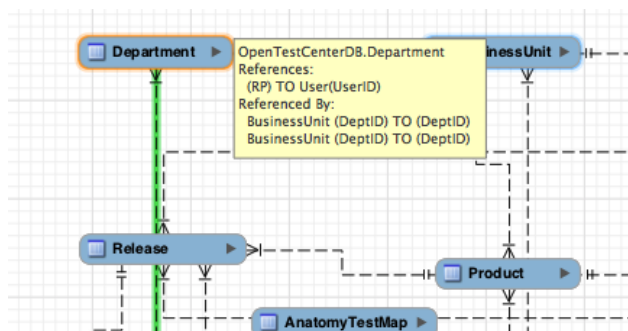 Department
OpenTestCenterDB.Department
References:
(RP) TO User(UserID)
Referenced By:
BusinessUnit (DeptID) TO (DeptID)
BusinessUnit (DeptID) TO (DeptID)
inessUnit
Release
Product
AnatomyTestMap